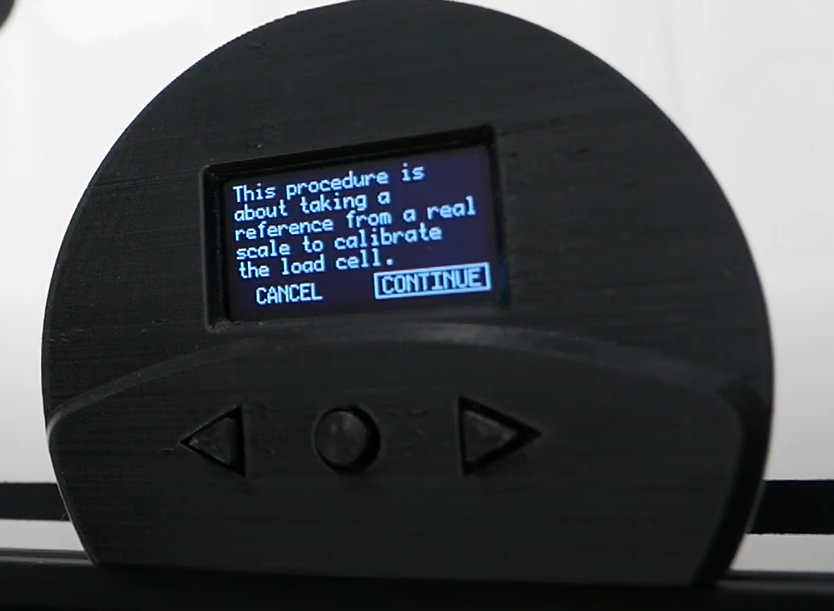 This procedure is
about taking a
reference from a real
scale to calibrate
the load cell.
CANCEL CONTINUE